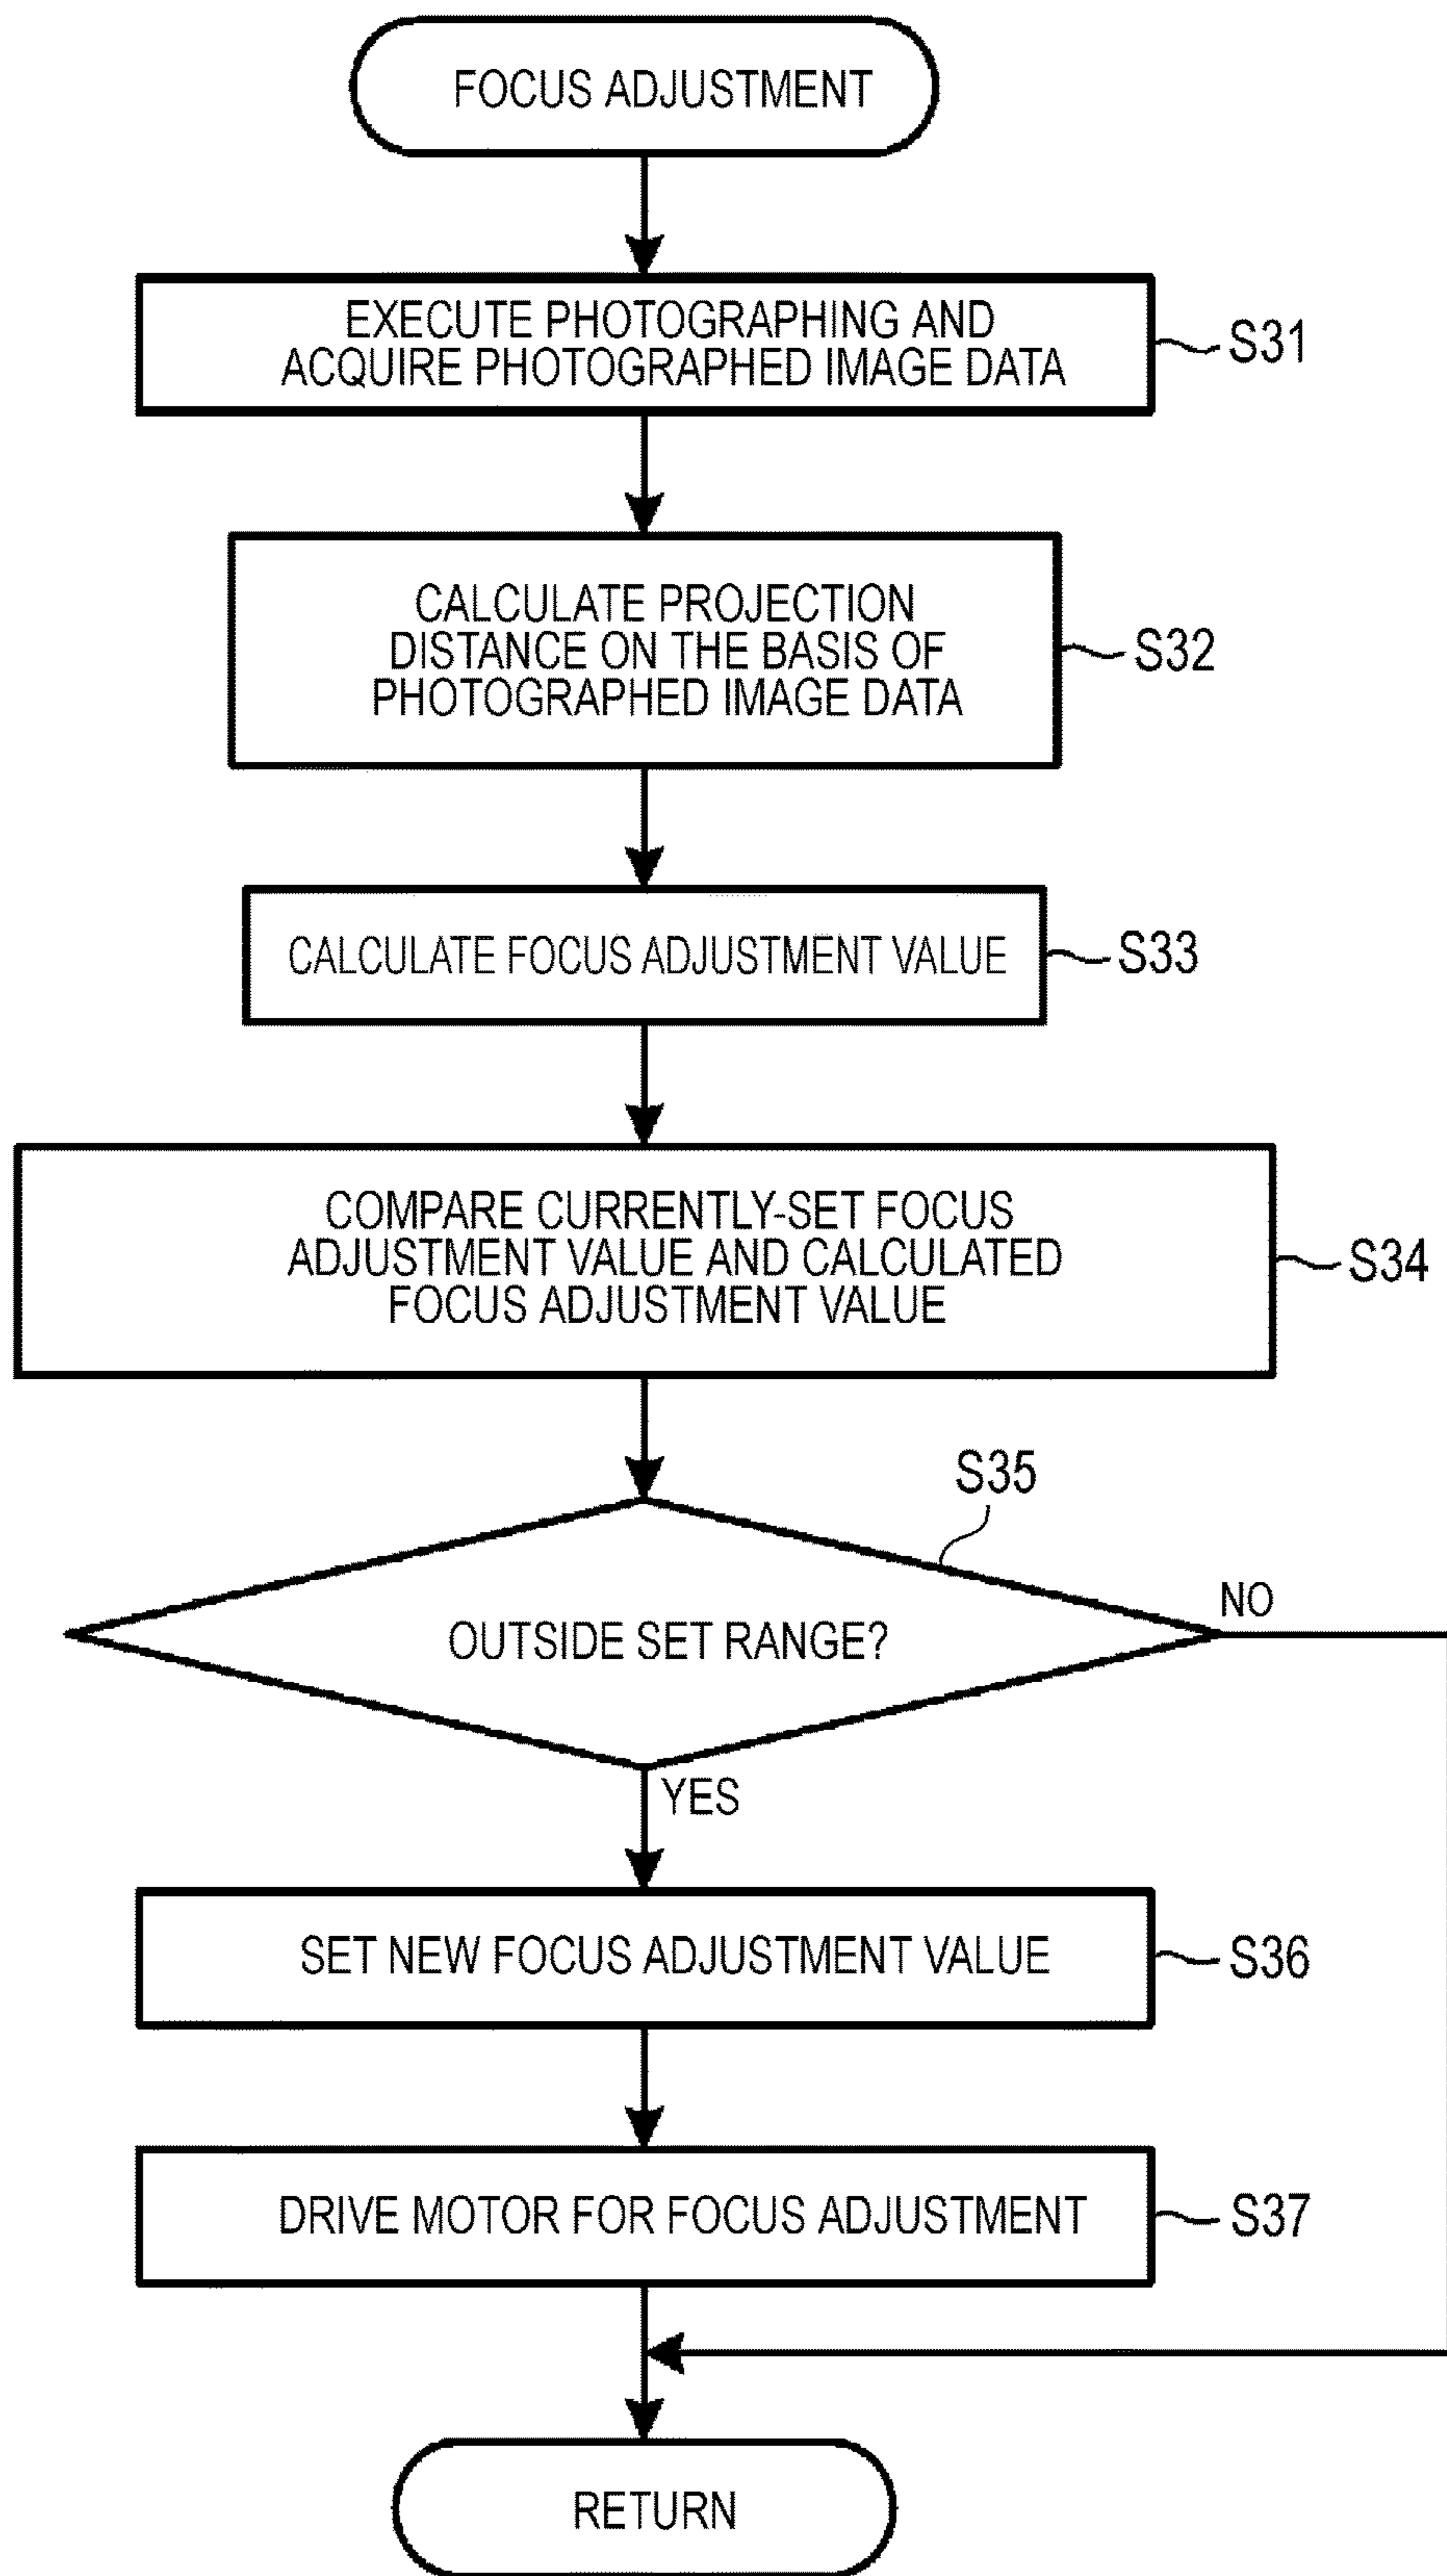 FOCUS ADJUSTMENT
EXECUTE PHOTOGRAPHING AND
ACQUIRE PHOTOGRAPHED IMAGE DATA
S31
CALCULATE PROJECTION
DISTANCE ON THE BASIS OF
PHOTOGRAPHED IMAGE DATA
S32
CALCULATE FOCUS ADJUSTMENT VALUE
S33
COMPARE CURRENTLY-SET FOCUS
ADJUSTMENT VALUE AND CALCULATED
FOCUS ADJUSTMENT VALUE
S34
S35
OUTSIDE SET RANGE?
NO
YES
SET NEW FOCUS ADJUSTMENT VALUE
S36
DRIVE MOTOR FOR FOCUS ADJUSTMENT
S37
RETURN